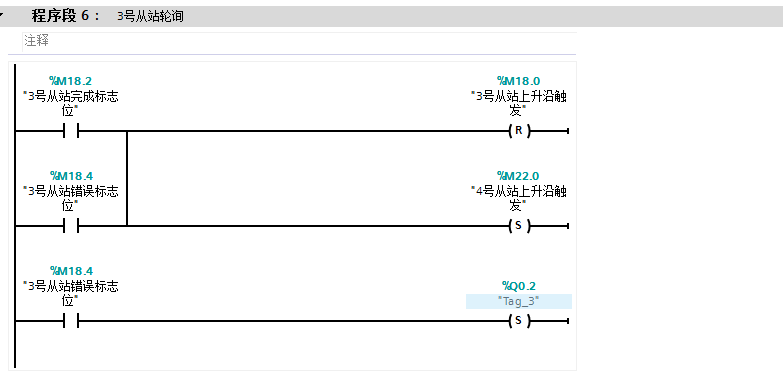 程序段 6： 3号从站轮询
注释
%M18.2
"3号从站完成标志
位"
%M18.0
"3号从站上升沿触
发"
R
%M18.4
"3号从站错误标志
位"
%M22.0
"4号从站上升沿触
发"
S
%M18.4
"3号从站错误标志
位"
%Q0.2
"Tag_3"
S